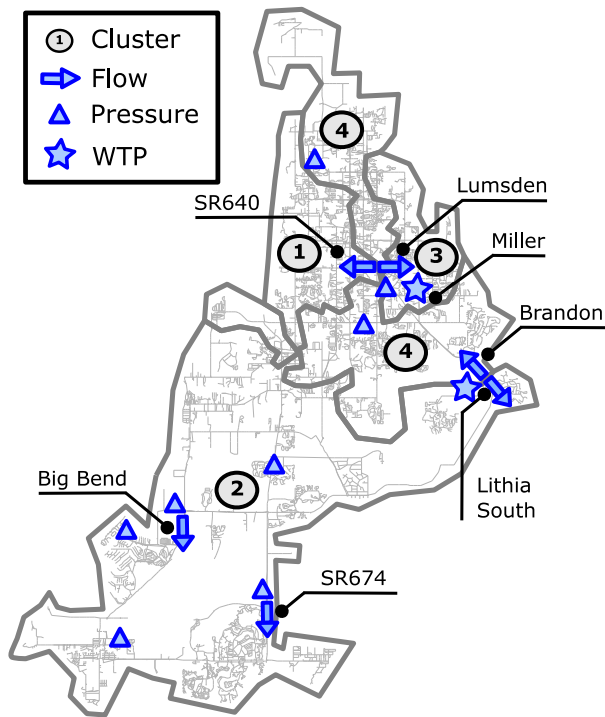 1 Cluster
Flow
Pressure
WTP
4
Lumsden
SR640
1
3
Miller
Brandon
4
Big Bend
2
Lithia
South
SR674